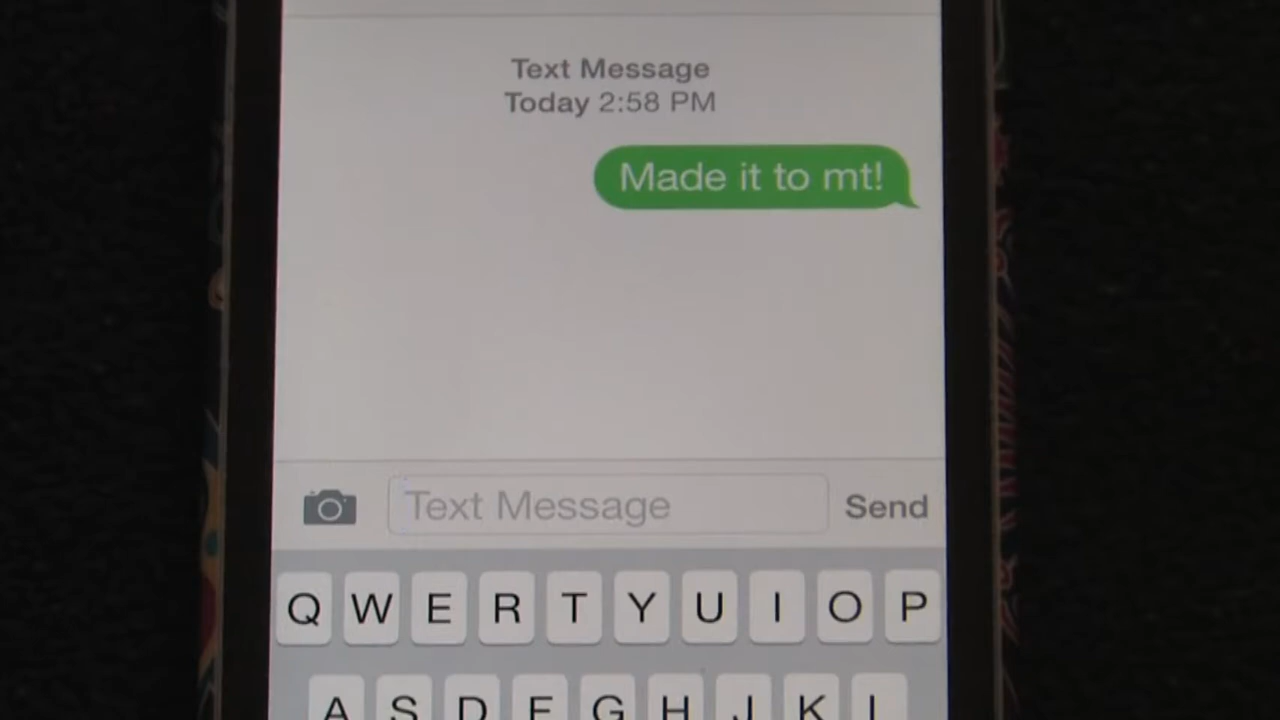 Text Message
Today 2:58 PM
Made it to mt!
Text Message Send
Q W E R T Y U I O P
A S D F G H J K L